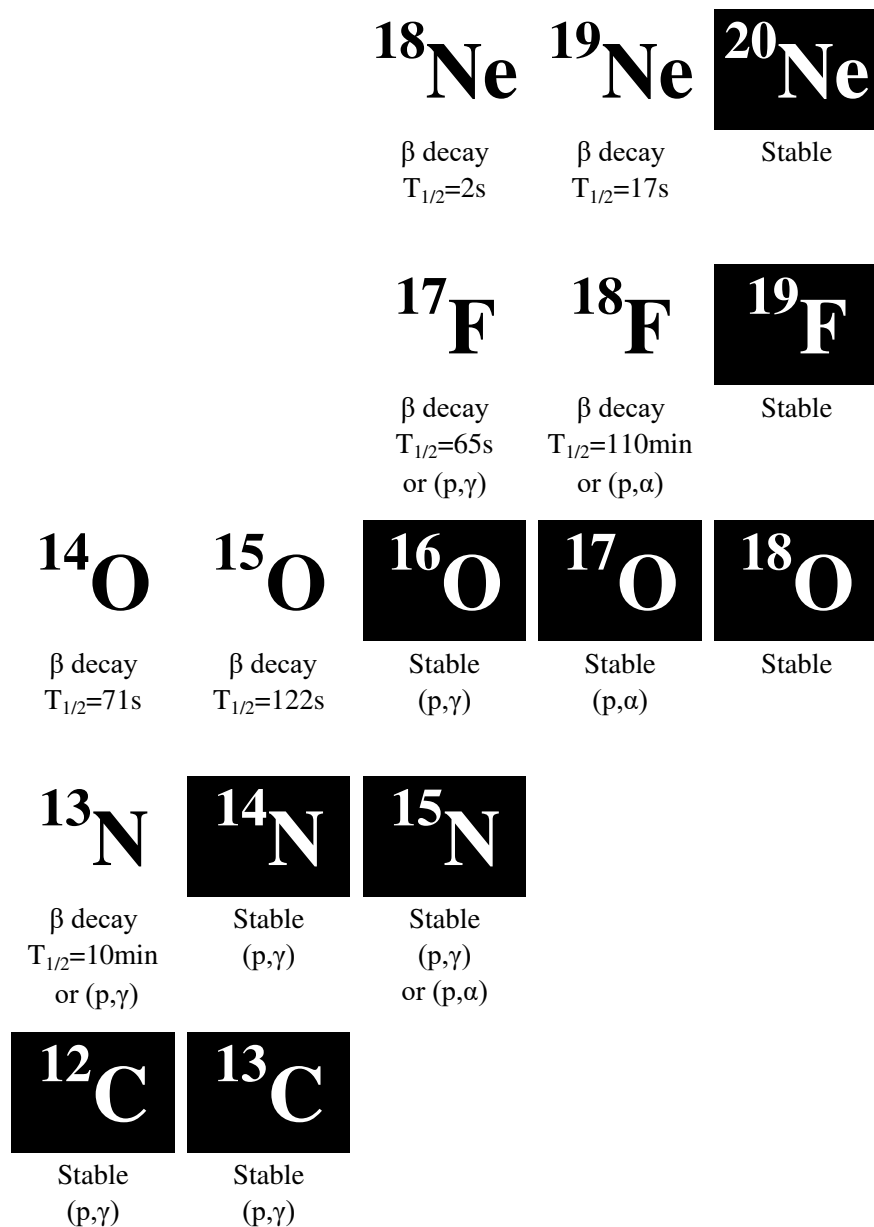 ¹⁸Ne ¹⁹Ne ²⁰Ne
β decay β decay Stable
T₁/₂=2s T₁/₂=17s
¹⁷F ¹⁸F ¹⁹F
β decay β decay Stable
T₁/₂=65s T₁/₂=110min
or (p,γ) or (p,α)
¹⁴O ¹⁵O ¹⁶O ¹⁷O ¹⁸O
β decay β decay Stable Stable Stable
T₁/₂=71s T₁/₂=122s (p,γ) (p,α)
¹³N ¹⁴N ¹⁵N
β decay Stable Stable
T₁/₂=10min (p,γ) (p,γ)
or (p,γ) or (p,α)
¹²C ¹³C
Stable Stable
(p,γ) (p,γ)